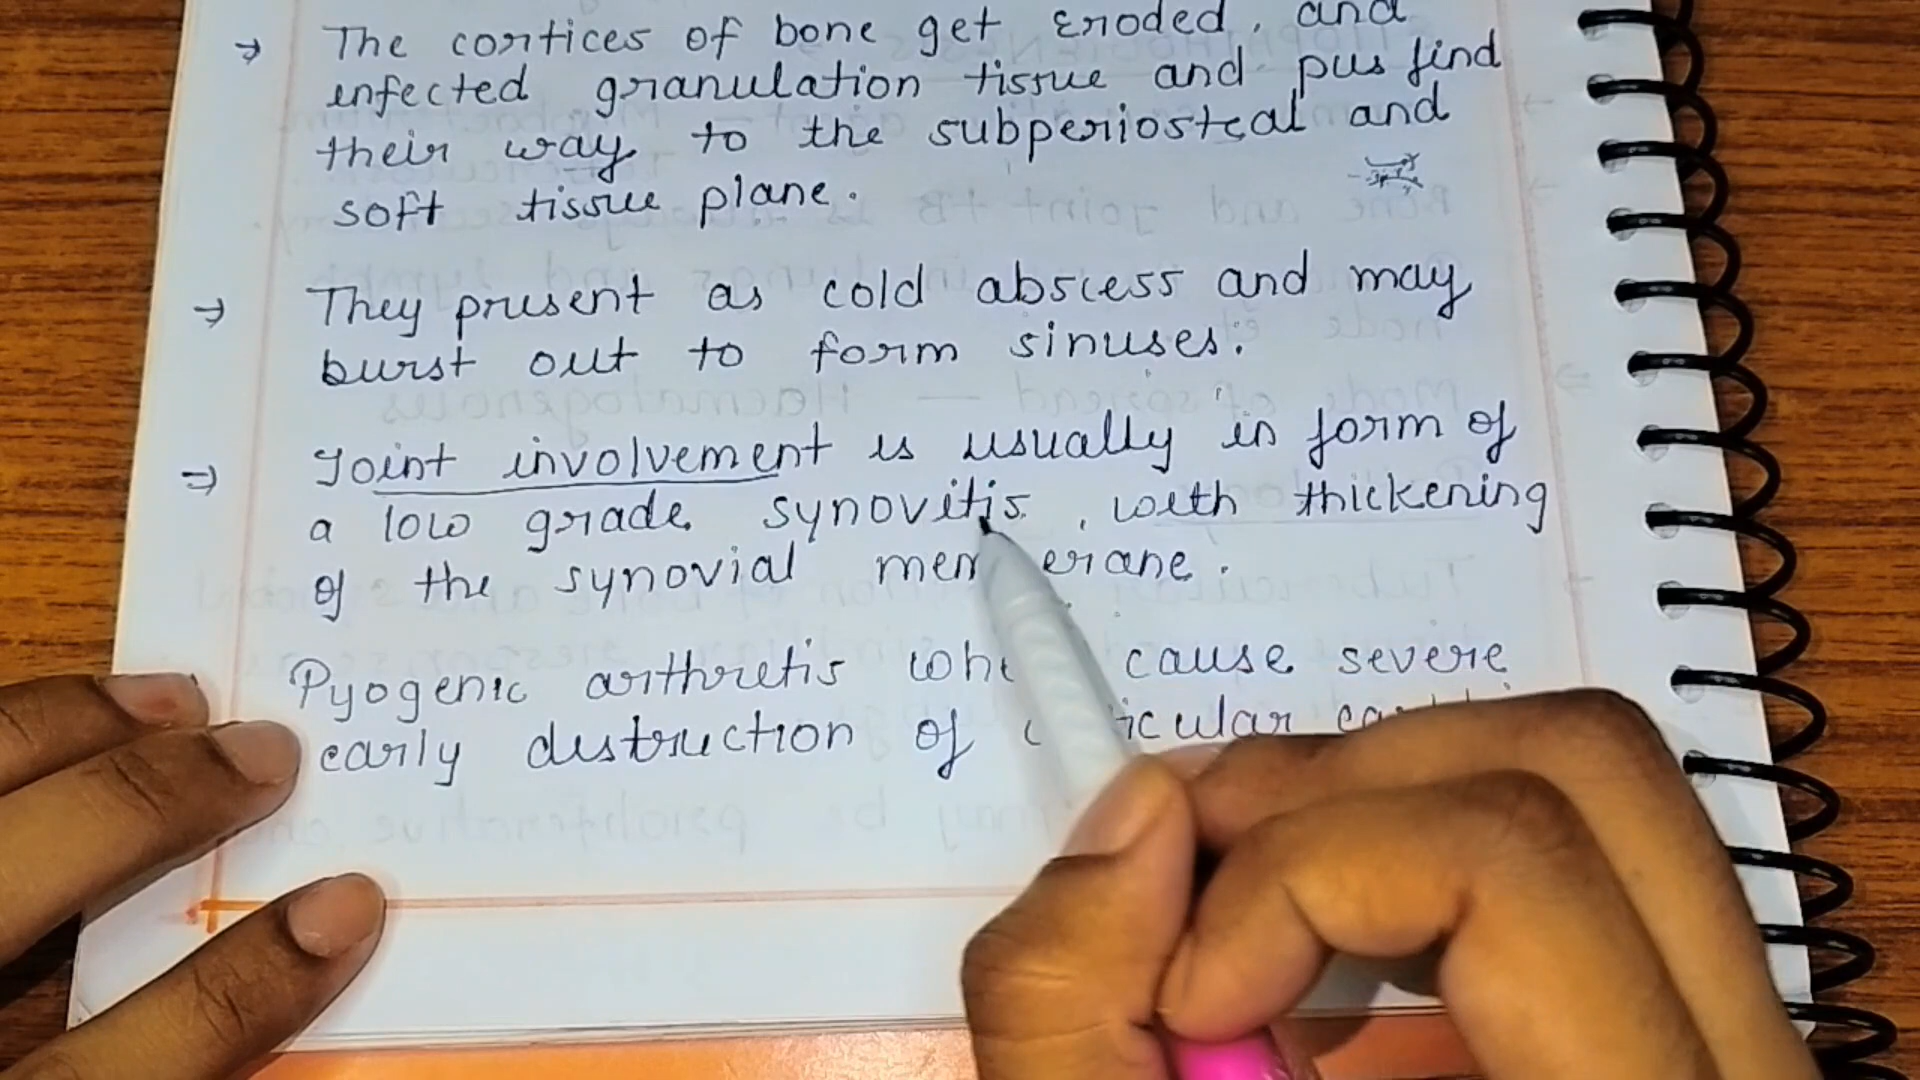 → The cortices of bone get eroded, and
infected granulation tissue and pus find
their way to the subperiosteal and
soft tissue plane.
→ They present as cold abscess and may
burst out to form sinuses.
⇒ Joint involvement is usually in form of
a low grade synovitis, with thickening
of the synovial
Pyogenic arthretis cause severe
early destruction of